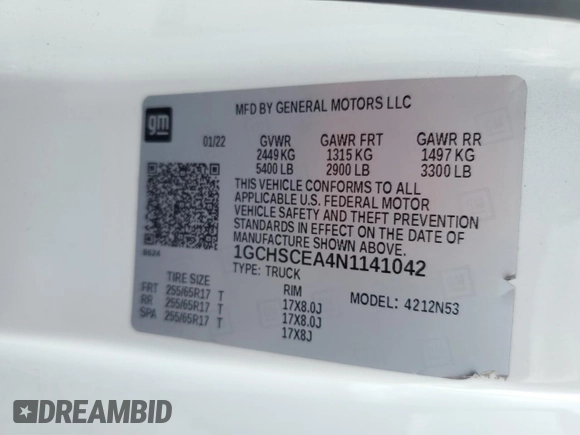 MFD BY GENERAL MOTORS LLC
gm
01/22 GVWR GAWR FRT GAWR RR
2449 KG 1315 KG 1497 KG
5400 LB 2900 LB 3300 LB
THIS VEHICLE CONFORMS TO ALL
APPLICABLE U.S. FEDERAL MOTOR
VEHICLE SAFETY AND THEFT PREVENTION
STANDARDS IN EFFECT ON THE DATE OF
MANUFACTURE SHOWN ABOVE.
1GCHSCEA4N1141042
TYPE: TRUCK
TIRE SIZE RIM MODEL: 4212N53
FRT 255/65R17 T 17X8.0J
RR 255/65R17 T 17X8.0J
SPA 255/65R17 T 17X8J
DREAMBID